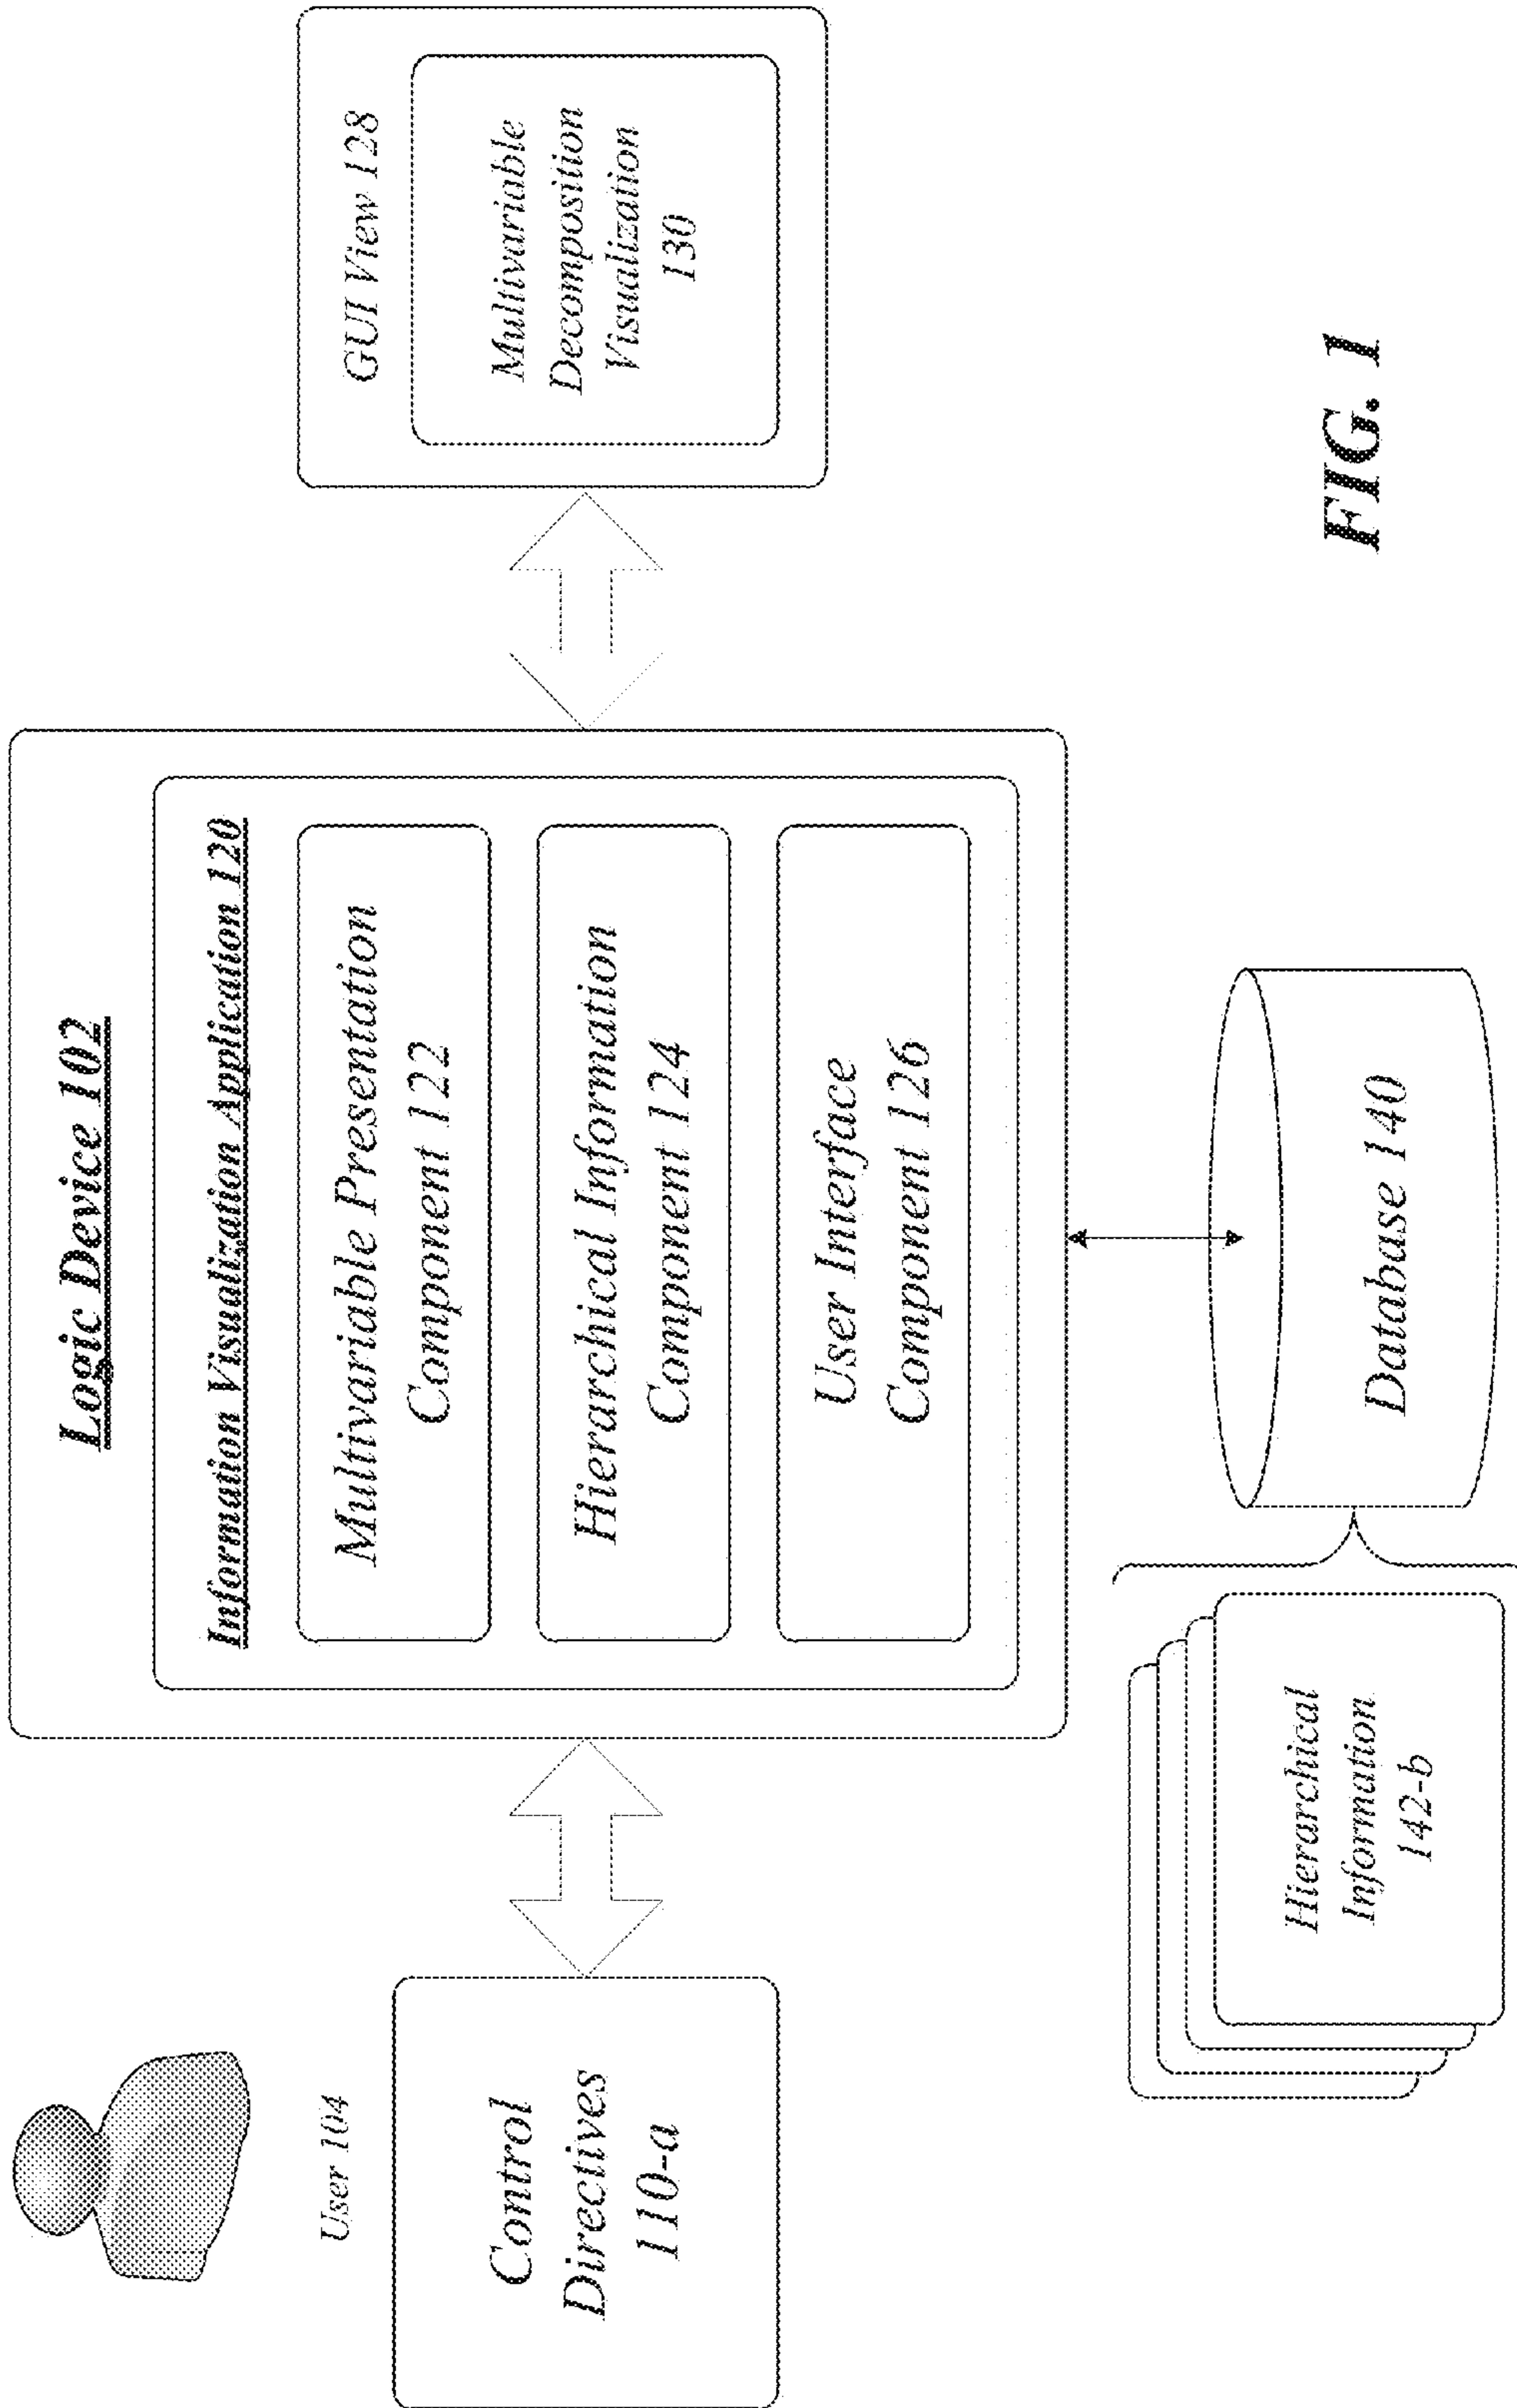 Logic Device 102
Information Visualization Application 120
User 104
Control
Directives
110-a
Multivariable Presentation
Component 122
Hierarchical Information
Component 124
User Interface
Component 126
GUI View 128
Multivariable
Decomposition
Visualization
130
Hierarchical
Information
142-b
Database 140
FIG. 1